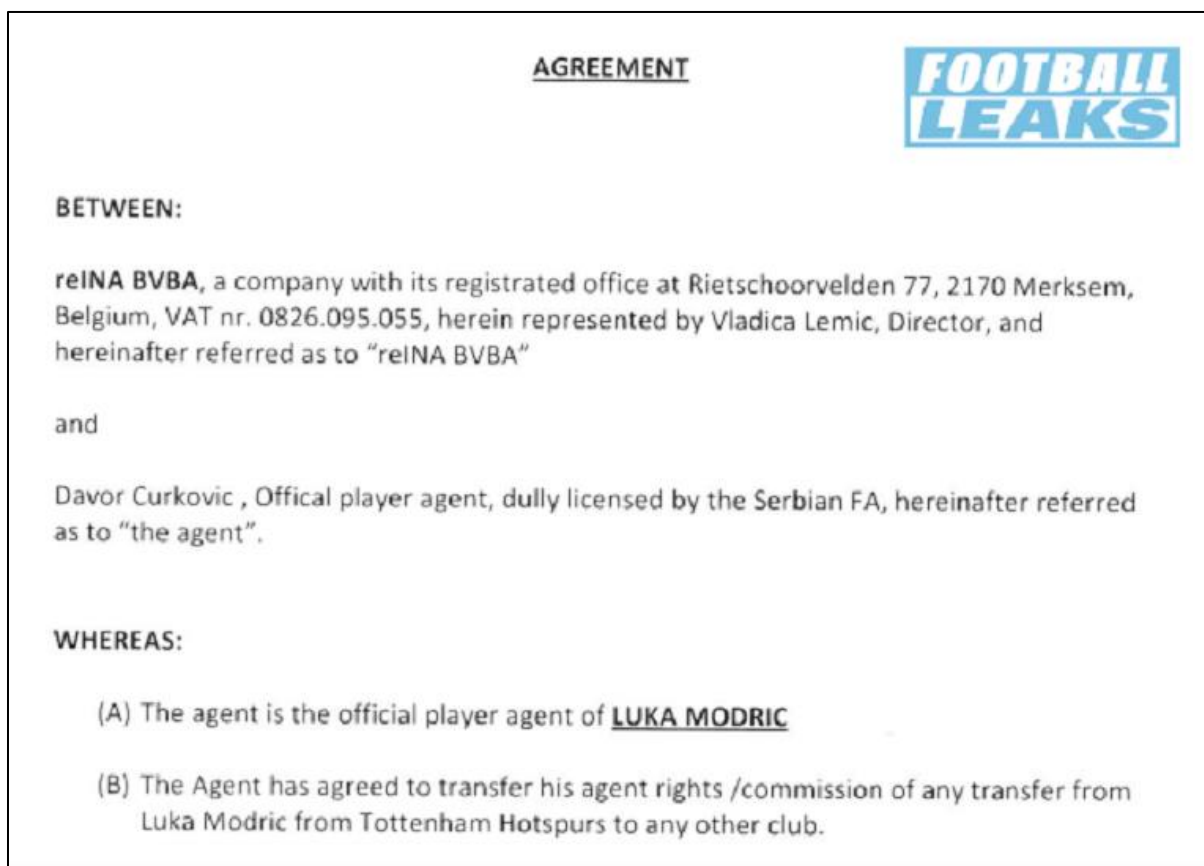 AGREEMENT
FOOTBALL
LEAKS
BETWEEN:
reINA BVBA, a company with its registrated office at Rietschoorvelden 77, 2170 Merksem,
Belgium, VAT nr. 0826.095.055, herein represented by Vladica Lemic, Director, and
hereinafter referred as to “reINA BVBA”
and
Davor Curkovic , Offical player agent, dully licensed by the Serbian FA, hereinafter referred
as to “the agent”.
WHEREAS:
(A) The agent is the official player agent of LUKA MODRIC
(B) The Agent has agreed to transfer his agent rights /commission of any transfer from
Luka Modric from Tottenham Hotspurs to any other club.